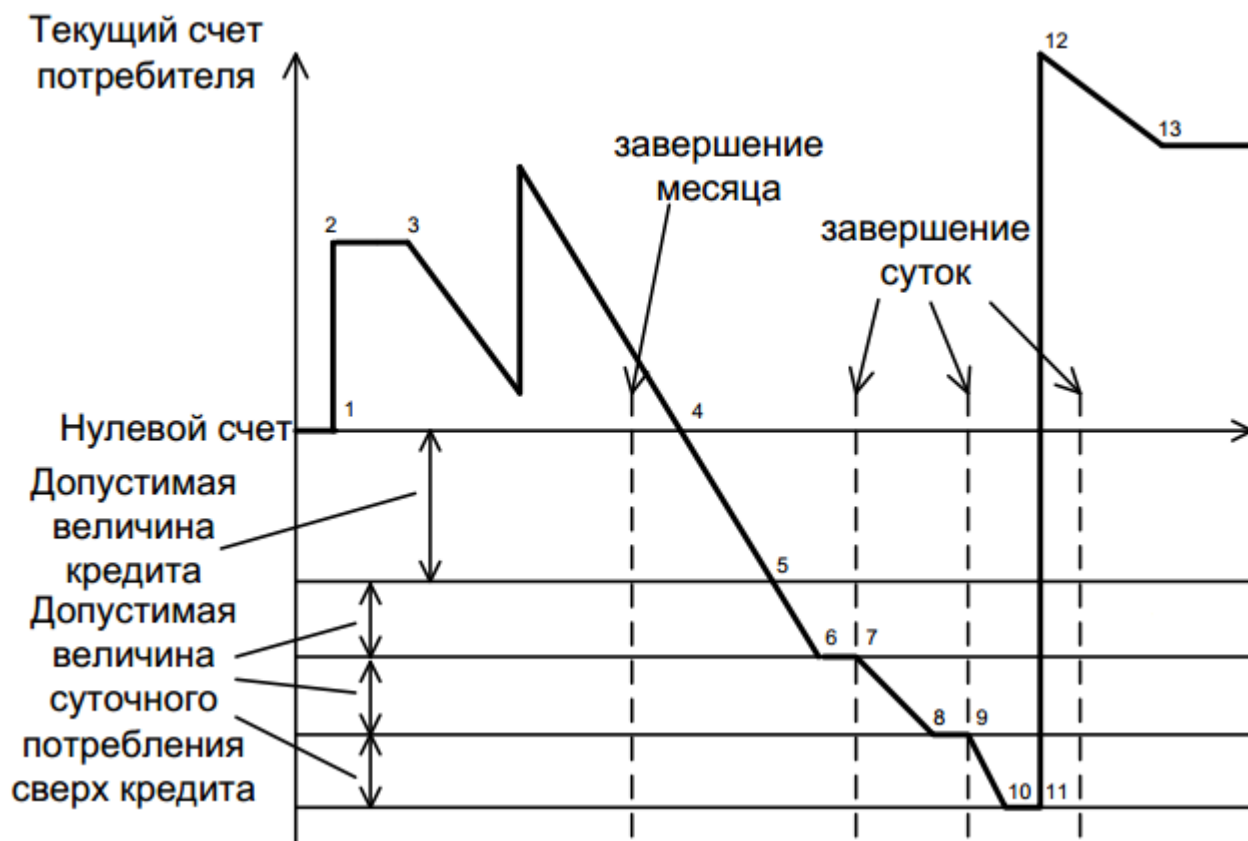 Текущий счет
потребителя
12
13
завершение
месяца
завершение
суток
2
3
1
4
Нулевой счет
Допустимая
величина
кредита
5
Допустимая
величина
суточного
потребления
сверх кредита
6
7
8
9
10
11